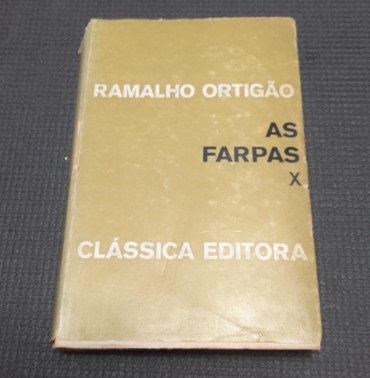 RAMALHO ORTIGÃO
AS
FARPAS
X
CLÁSSICA EDITORA